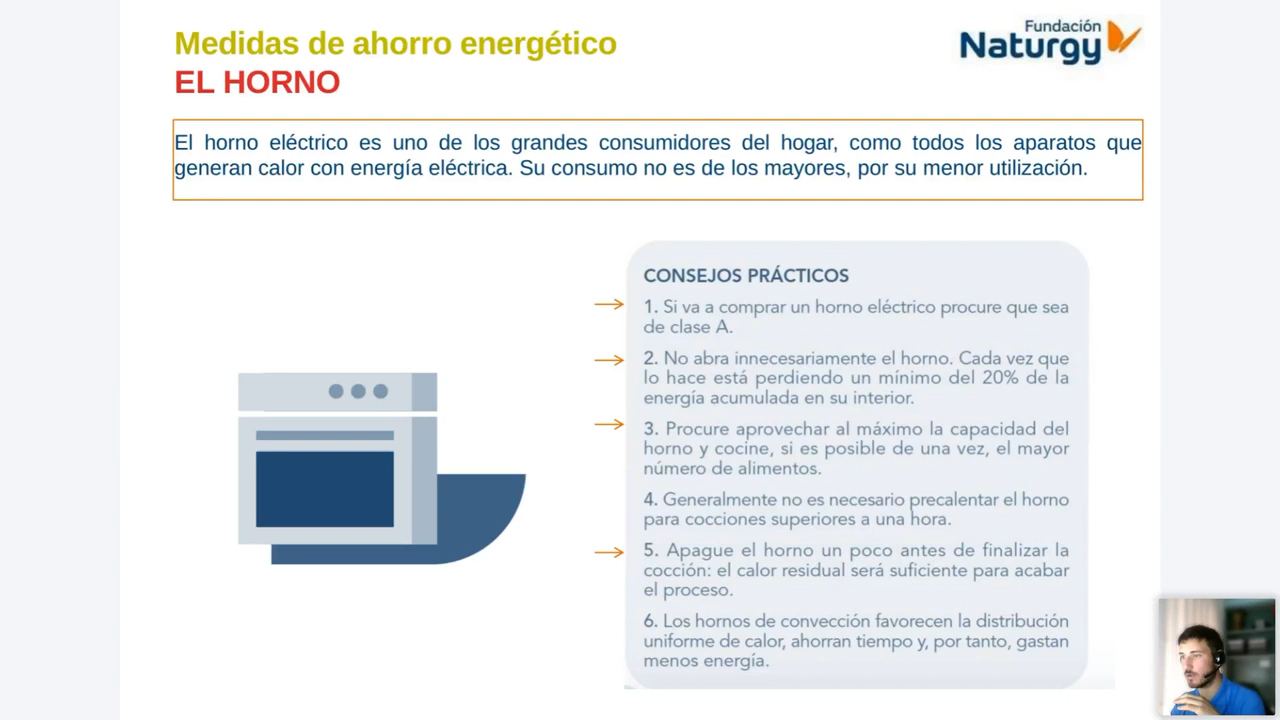 Medidas de ahorro energético
EL HORNO
Fundación
Naturgy
El horno eléctrico es uno de los grandes consumidores del hogar, como todos los aparatos que
generan calor con energía eléctrica. Su consumo no es de los mayores, por su menor utilización.
CONSEJOS PRÁCTICOS
1. Si va a comprar un horno eléctrico procure que sea
de clase A.
2. No abra innecesariamente el horno. Cada vez que
lo hace está perdiendo un mínimo del 20% de la
energía acumulada en su interior.
3. Procure aprovechar al máximo la capacidad del
horno y cocine, si es posible de una vez, el mayor
número de alimentos.
4. Generalmente no es necesario precalentar el horno
para cocciones superiores a una hora.
5. Apague el horno un poco antes de finalizar la
cocción: el calor residual será suficiente para acabar
el proceso.
6. Los hornos de convección favorecen la distribución
uniforme de calor, ahorran tiempo y, por tanto, gastan
menos energía.